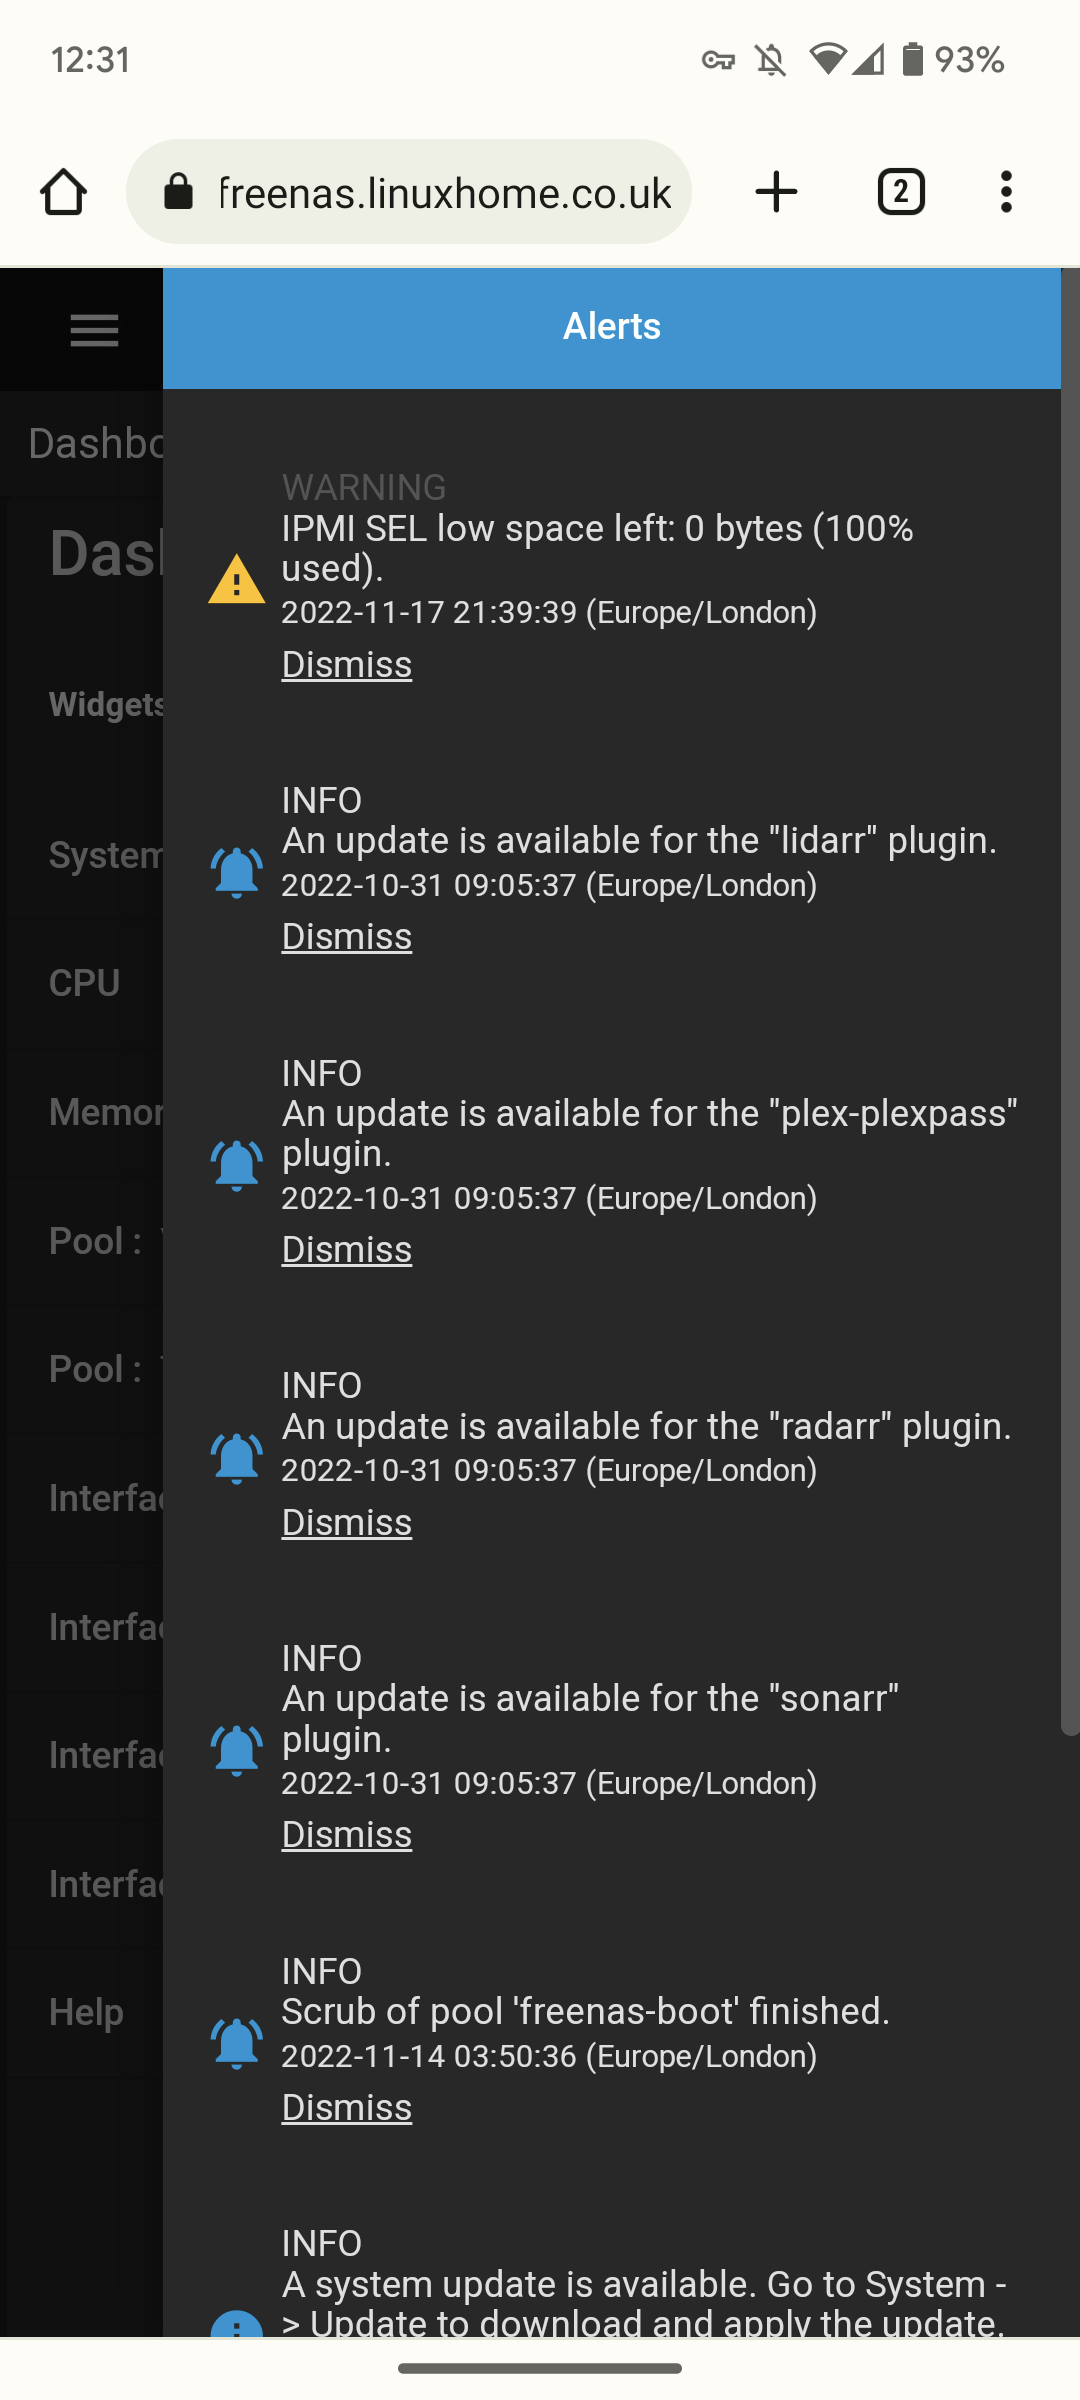 12:31
93%
freenas.linuxhome.co.uk
2
Alerts
Dashbo
Dash
Widgets
System
CPU
Memor
Pool :
Pool :
Interfac
Interfac
Interfac
Interfac
Help
WARNING
IPMI SEL low space left: 0 bytes (100%
used).
2022-11-17 21:39:39 (Europe/London)
Dismiss
INFO
An update is available for the "lidarr" plugin.
2022-10-31 09:05:37 (Europe/London)
Dismiss
INFO
An update is available for the "plex-plexpass"
plugin.
2022-10-31 09:05:37 (Europe/London)
Dismiss
INFO
An update is available for the "radarr" plugin.
2022-10-31 09:05:37 (Europe/London)
Dismiss
INFO
An update is available for the "sonarr"
plugin.
2022-10-31 09:05:37 (Europe/London)
Dismiss
INFO
Scrub of pool 'freenas-boot' finished.
2022-11-14 03:50:36 (Europe/London)
Dismiss
INFO
A system update is available. Go to System -
> Update to download and apply the update.